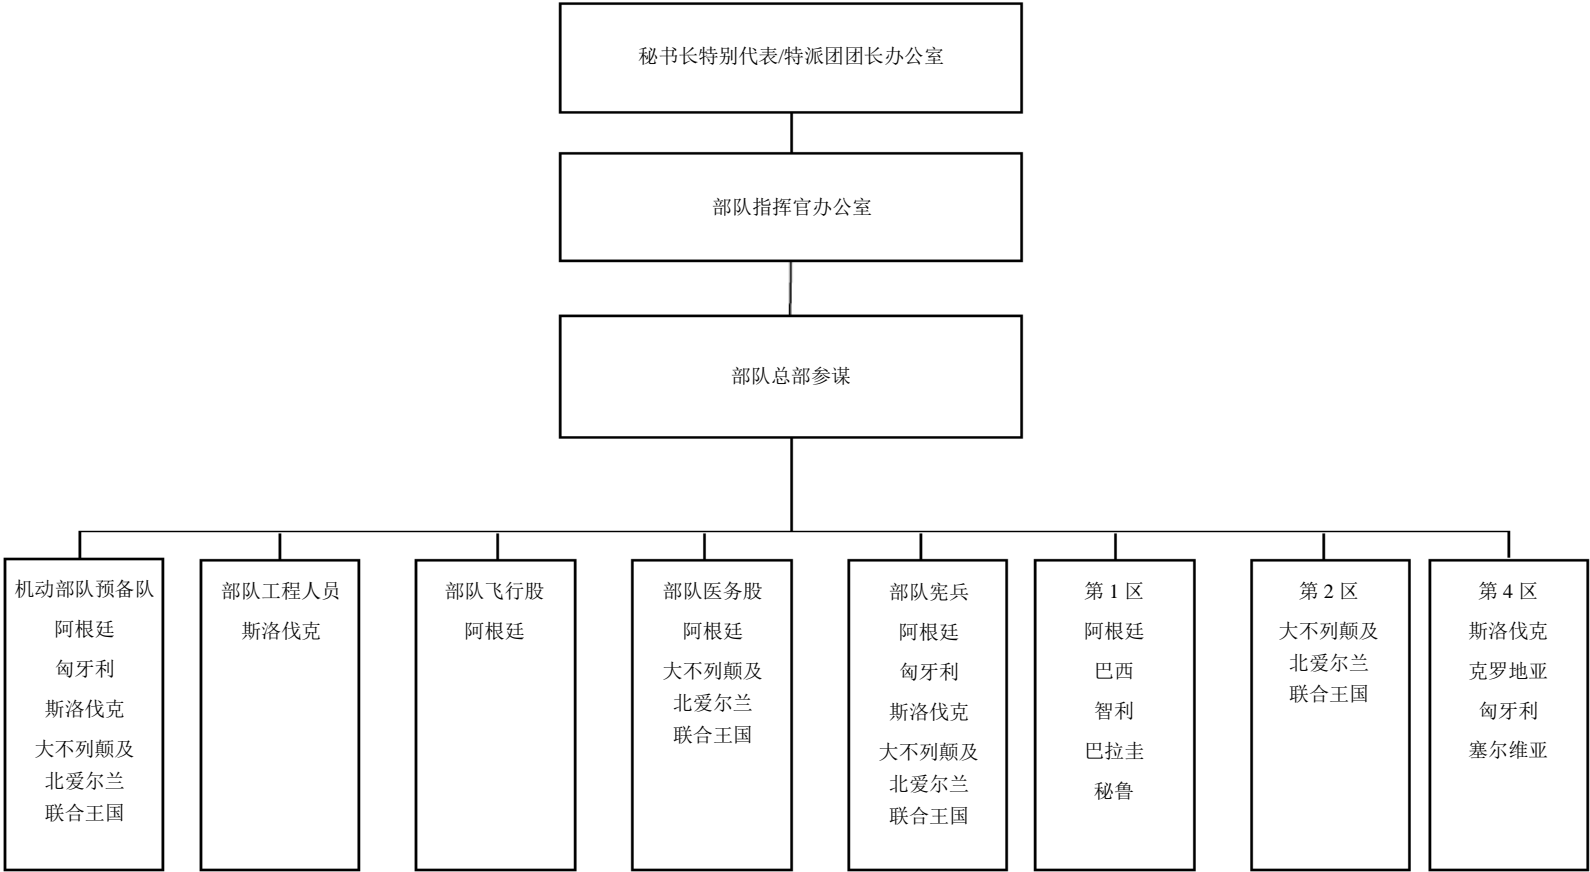 秘书长特别代表/特派团团长办公室
部队指挥官办公室
部队总部参谋
机动部队预备队
阿根廷
匈牙利
斯洛伐克
大不列颠及
北爱尔兰
联合王国
部队工程人员
斯洛伐克
部队飞行股
阿根廷
部队医务股
阿根廷
大不列颠及
北爱尔兰
联合王国
部队宪兵
阿根廷
匈牙利
斯洛伐克
大不列颠及
北爱尔兰
联合王国
第 1 区
阿根廷
巴西
智利
巴拉圭
秘鲁
第 2 区
大不列颠及
北爱尔兰
联合王国
第 4 区
斯洛伐克
克罗地亚
匈牙利
塞尔维亚